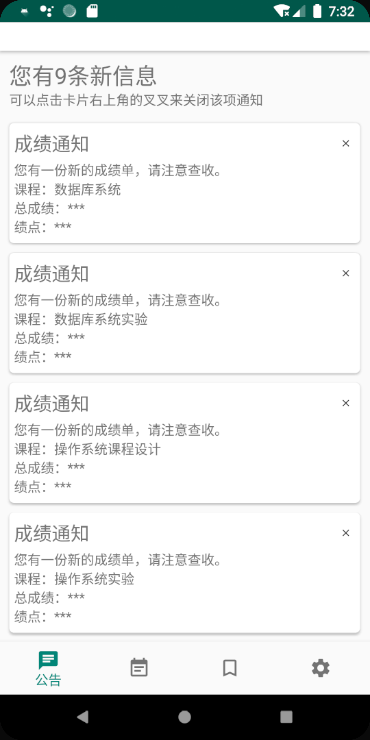 7:32
您有9条新信息
可以点击卡片右上角的叉叉来关闭该项通知
成绩通知
您有一份新的成绩单，请注意查收。
课程：数据库系统
总成绩：***
绩点：***
成绩通知
您有一份新的成绩单，请注意查收。
课程：数据库系统实验
总成绩：***
绩点：***
成绩通知
您有一份新的成绩单，请注意查收。
课程：操作系统课程设计
总成绩：***
绩点：***
成绩通知
您有一份新的成绩单，请注意查收。
课程：操作系统实验
总成绩：***
绩点：***
公告